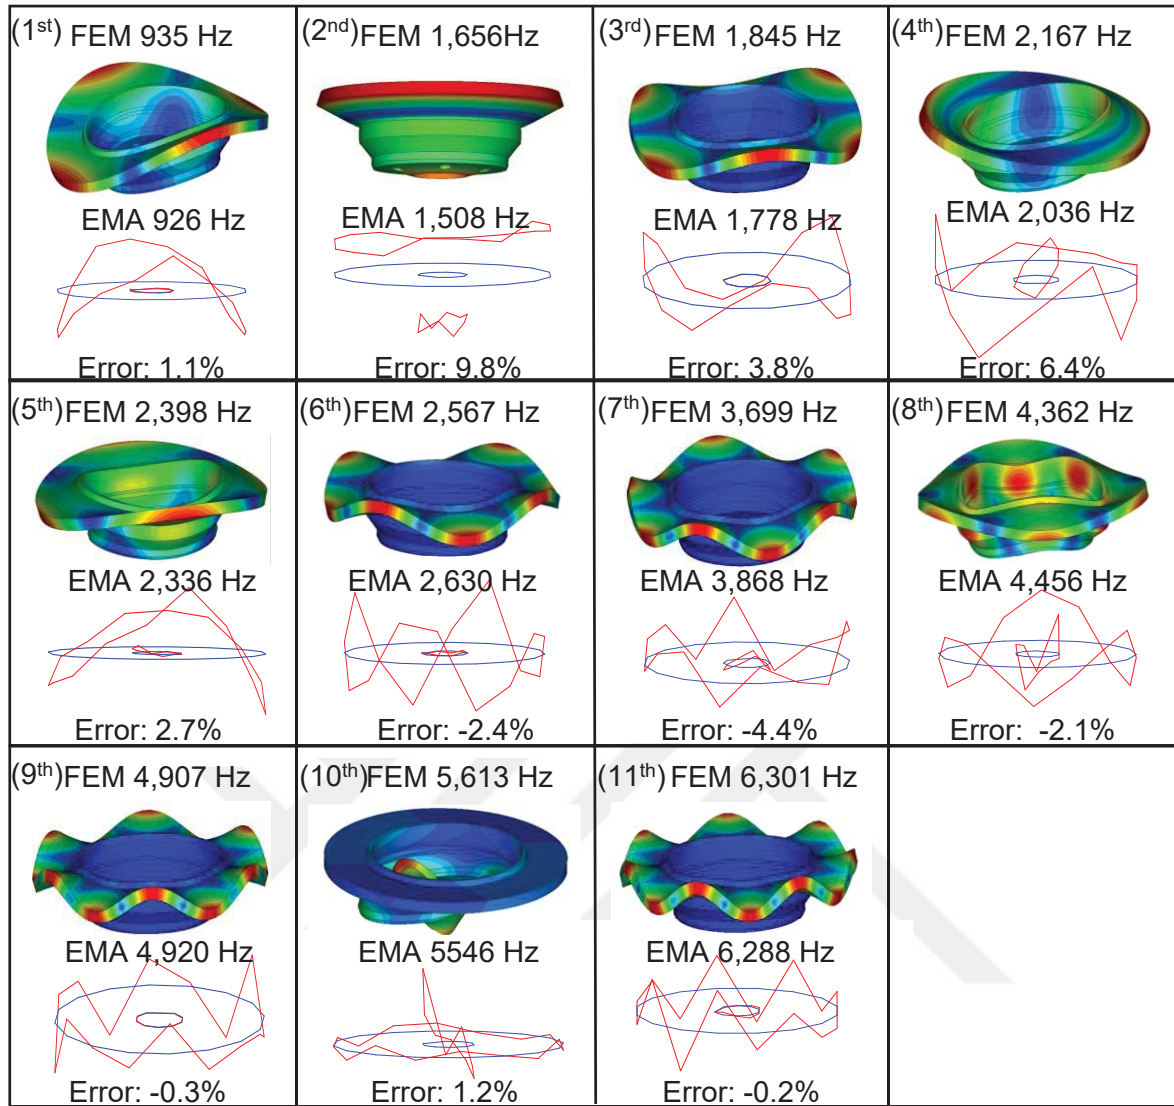 (1st) FEM 935 Hz
EMA 926 Hz
Error: 1.1%
(2nd) FEM 1,656Hz
EMA 1,508 Hz
Error: 9.8%
(3rd) FEM 1,845 Hz
EMA 1,778 Hz
Error: 3.8%
(4th) FEM 2,167 Hz
EMA 2,036 Hz
Error: 6.4%
(5th) FEM 2,398 Hz
EMA 2,336 Hz
Error: 2.7%
(6th) FEM 2,567 Hz
EMA 2,630 Hz
Error: -2.4%
(7th) FEM 3,699 Hz
EMA 3,868 Hz
Error: -4.4%
(8th) FEM 4,362 Hz
EMA 4,456 Hz
Error: -2.1%
(9th) FEM 4,907 Hz
EMA 4,920 Hz
Error: -0.3%
(10th) FEM 5,613 Hz
EMA 5546 Hz
Error: 1.2%
(11th) FEM 6,301 Hz
EMA 6,288 Hz
Error: -0.2%